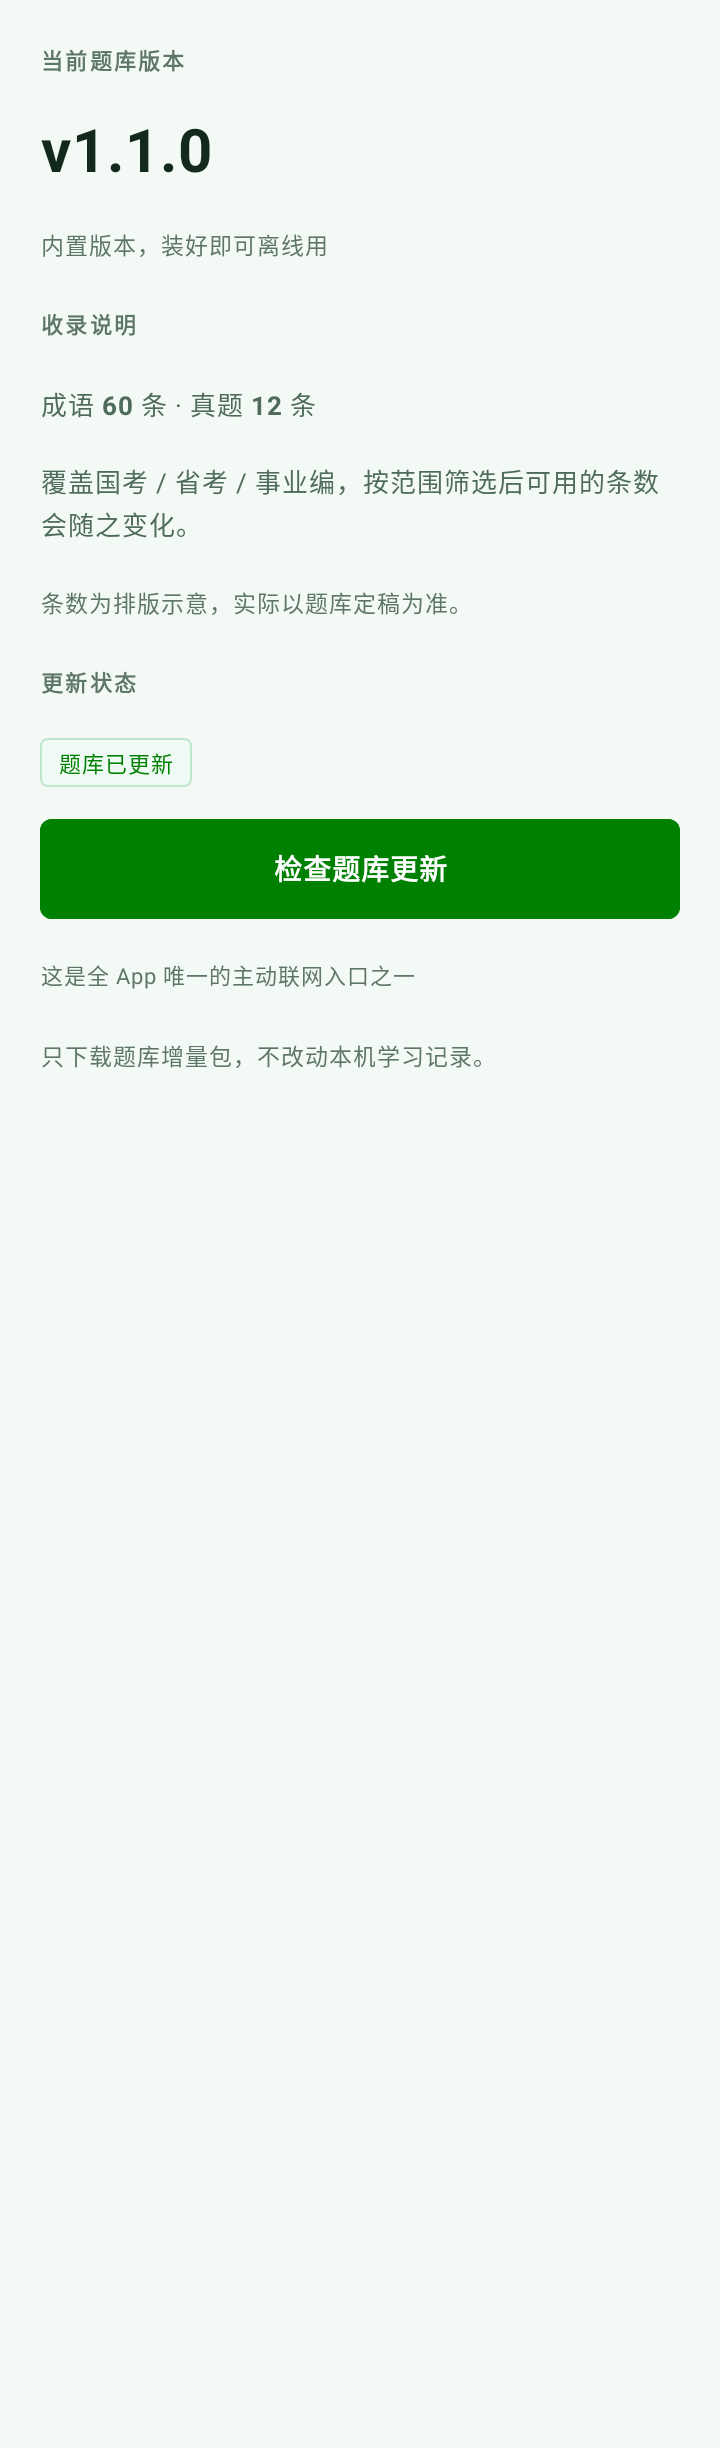 当前题库版本
v1.1.0
内置版本，装好即可离线用
收录说明
成语 60 条 · 真题 12 条
覆盖国考 / 省考 / 事业编，按范围筛选后可用的条数
会随之变化。
条数为排版示意，实际以题库定稿为准。
更新状态
题库已更新
检查题库更新
这是全 App 唯一的主动联网入口之一
只下载题库增量包，不改动本机学习记录。